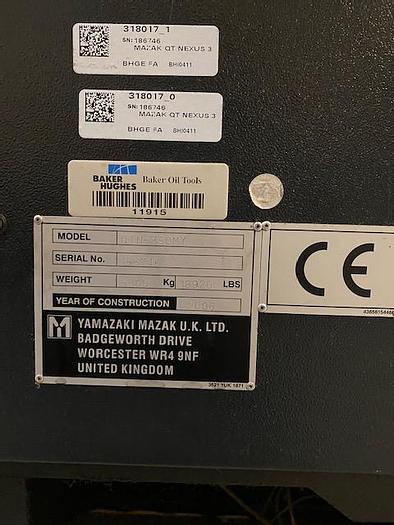 318017_1
SN: 186746
MAZAK QT NEXUS 3
BHGE FA BHI0411
318017_0
SN: 186746
MAZAK QT NEXUS 3
BHGE FA BHI0411
BAKER HUGHES Baker Oil Tools
11915
MODEL
SERIAL No.
WEIGHT Kg LBS
YEAR OF CONSTRUCTION
CE
M YAMAZAKI MAZAK U.K. LTD.
BADGEWORTH DRIVE
WORCESTER WR4 9NF
UNITED KINGDOM